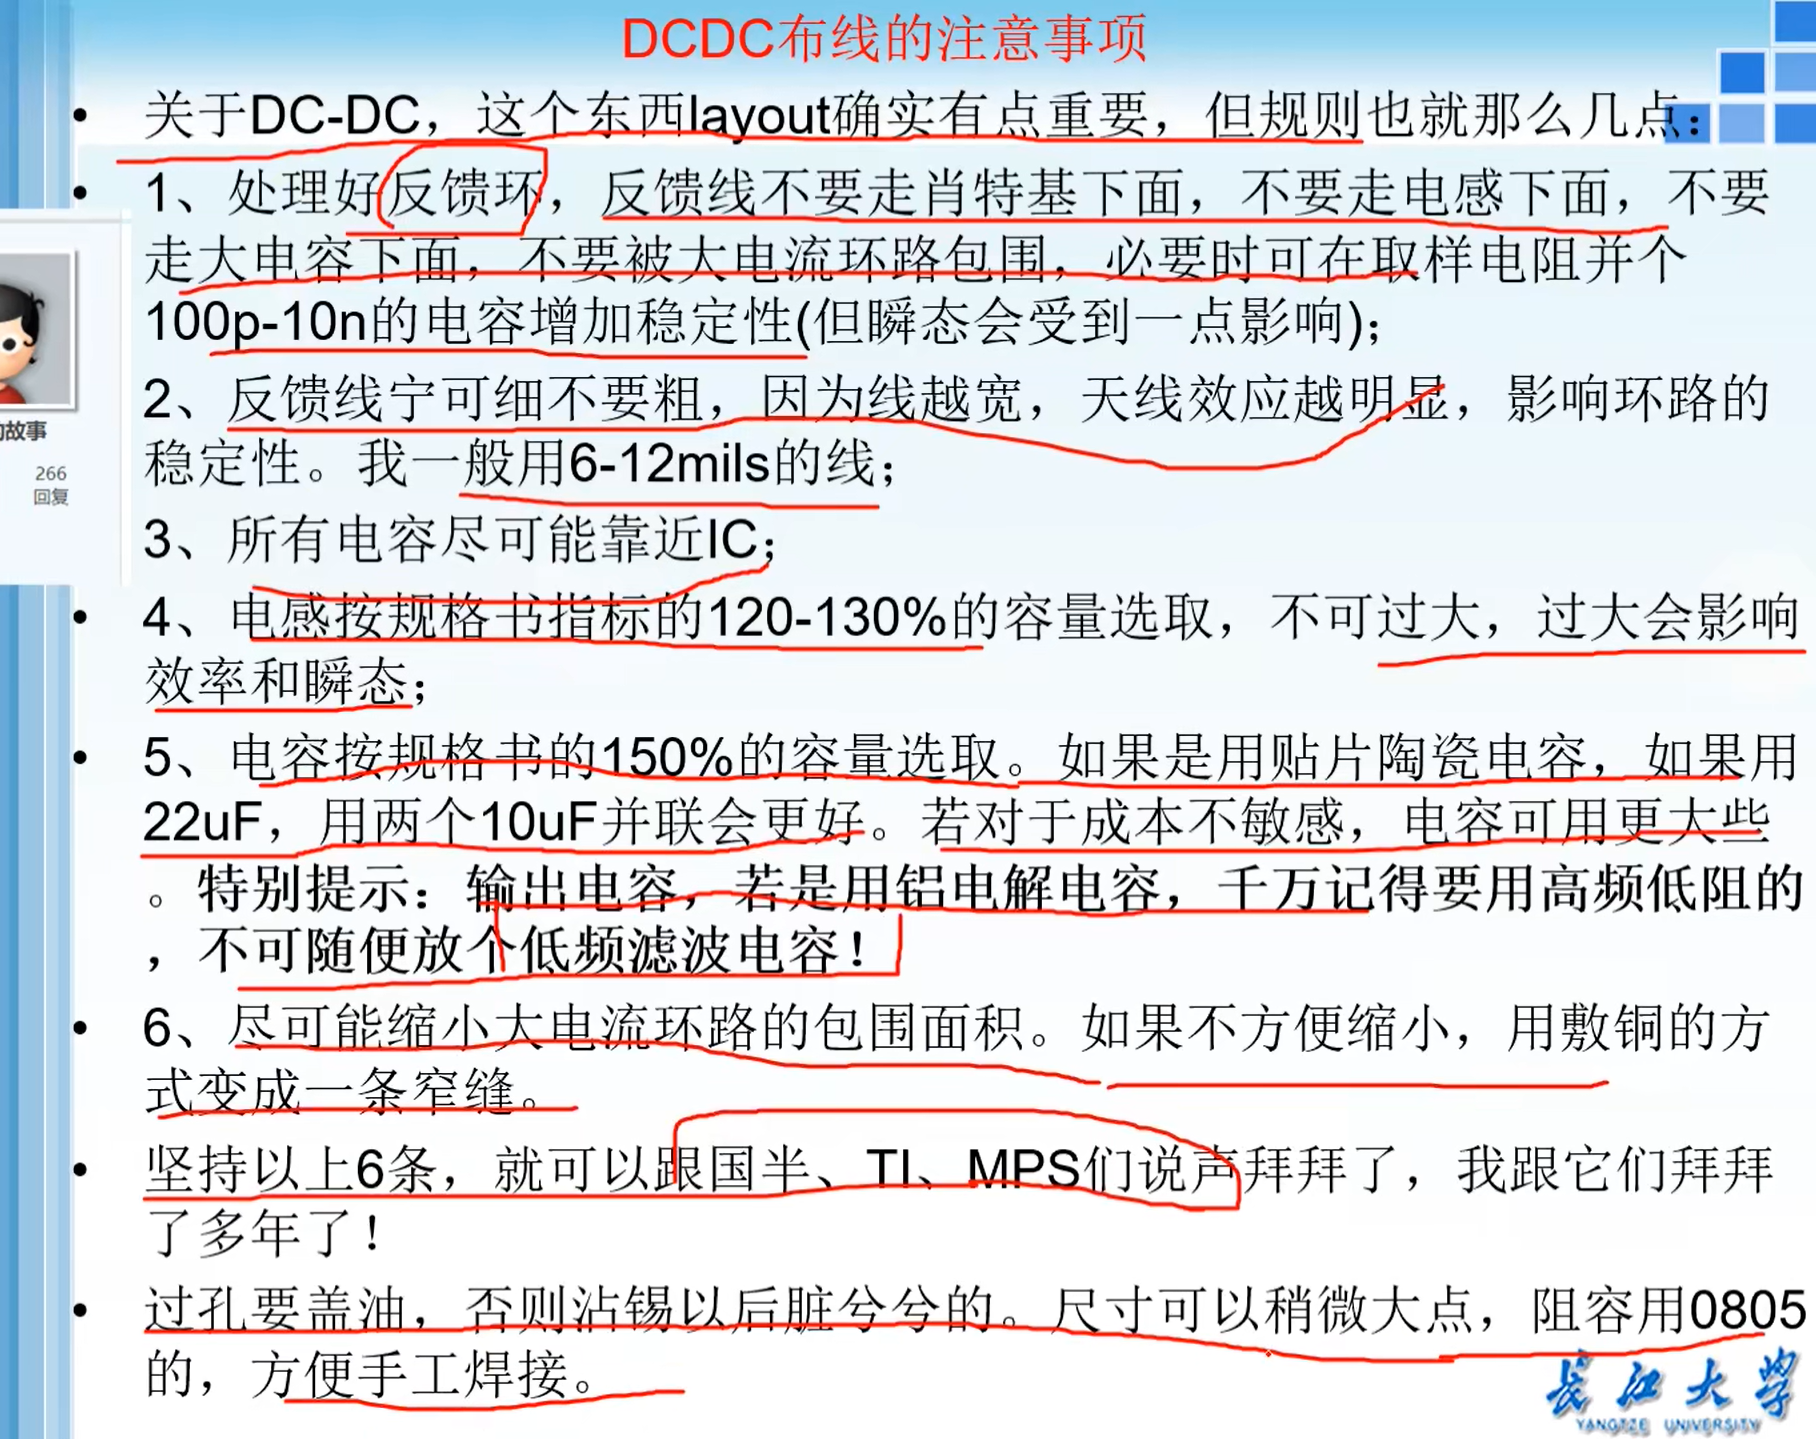 DCDC布线的注意事项
• 关于DC-DC，这个东西layout确实有点重要，但规则也就那么几点：
• 1、处理好反馈环，反馈线不要走肖特基下面，不要走电感下面，不要
走大电容下面，不要被大电流环路包围，必要时可在取样电阻并个
100p-10n的电容增加稳定性(但瞬态会受到一点影响)；
2、反馈线宁可细不要粗，因为线越宽，天线效应越明显，影响环路的
稳定性。我一般用6-12mils的线；
3、所有电容尽可能靠近IC；
• 4、电感按规格书指标的120-130%的容量选取，不可过大，过大会影响
效率和瞬态；
• 5、电容按规格书的150%的容量选取。如果是用贴片陶瓷电容，如果用
22uF，用两个10uF并联会更好。若对于成本不敏感，电容可用更大些
。特别提示：输出电容，若是用铝电解电容，千万记得要用高频低阻的
，不可随便放个低频滤波电容！
• 6、尽可能缩小大电流环路的包围面积。如果不方便缩小，用敷铜的方
式变成一条窄缝。
• 坚持以上6条，就可以跟国半、TI、MPS们说声拜拜了，我跟它们拜拜
了多年了！
• 过孔要盖油，否则沾锡以后脏兮兮的。尺寸可以稍微大点，阻容用0805
的，方便手工焊接。
故事
266
回复
长江大学
YANGTZE UNIVERSITY